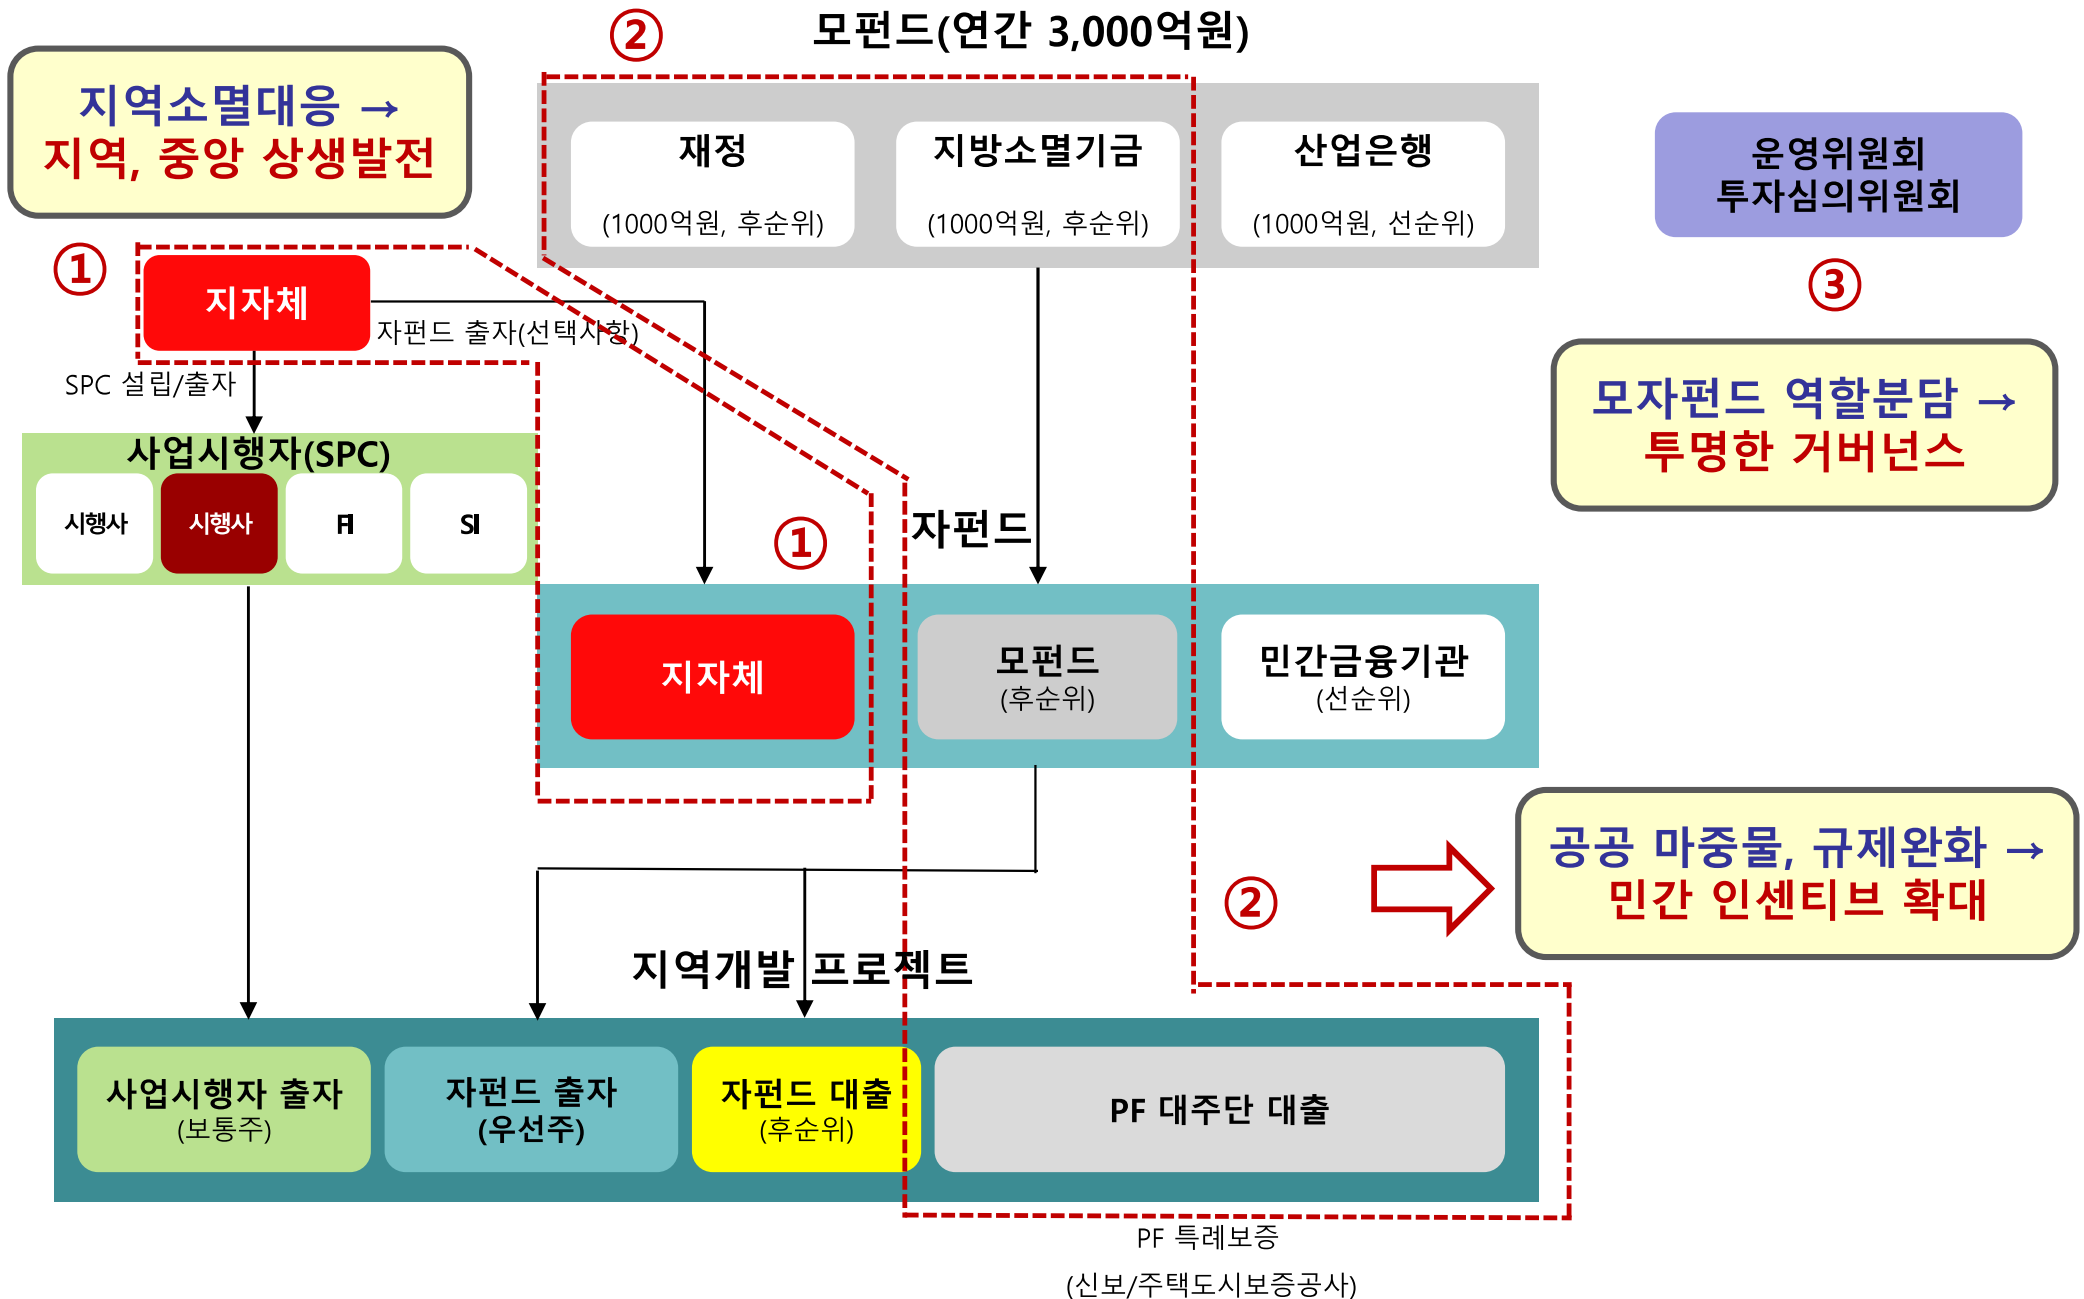 ②
모펀드(연간 3,000억원)
지역소멸대응 →
지역, 중앙 상생발전
재정
(1000억원, 후순위)
지방소멸기금
(1000억원, 후순위)
산업은행
(1000억원, 선순위)
운영위원회
투자심의위원회
①
지자체
자펀드 출자(선택사항)
SPC 설립/출자
③
모자펀드 역할분담 →
투명한 거버넌스
사업시행자(SPC)
시행사
시행사
FI
SI
①
자펀드
지자체
모펀드
(후순위)
민간금융기관
(선순위)
②
공공 마중물, 규제완화 →
민간 인센티브 확대
지역개발 프로젝트
사업시행자 출자
(보통주)
자펀드 출자
(우선주)
자펀드 대출
(후순위)
PF 대주단 대출
PF 특례보증
(신보/주택도시보증공사)